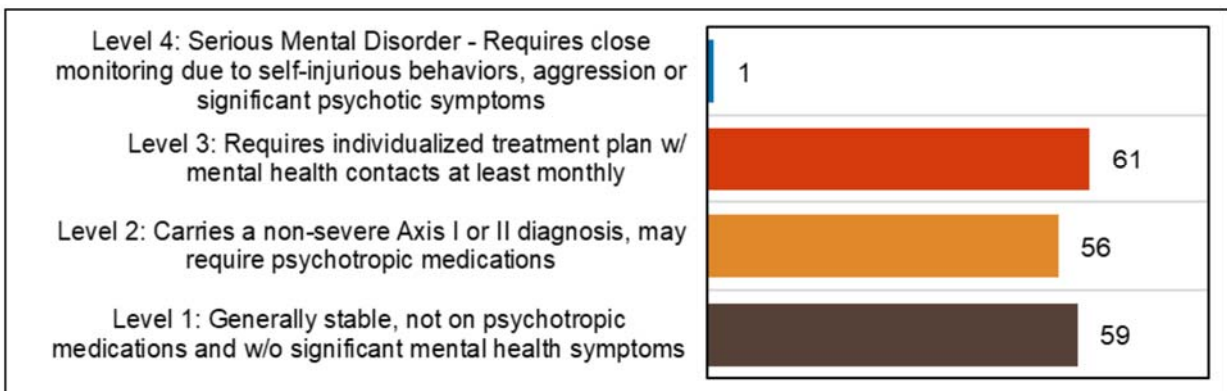 Level 4: Serious Mental Disorder - Requires close
monitoring due to self-injurious behaviors, aggression or
significant psychotic symptoms
1
Level 3: Requires individualized treatment plan w/
mental health contacts at least monthly
61
Level 2: Carries a non-severe Axis I or II diagnosis, may
require psychotropic medications
56
Level 1: Generally stable, not on psychotropic
medications and w/o significant mental health symptoms
59